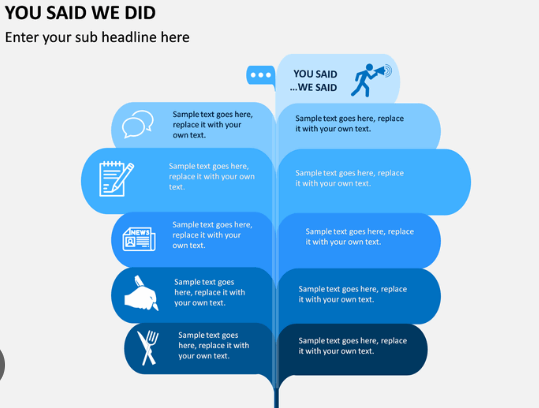 YOU SAID WE DID
Enter your sub headline here
YOU SAID
...WE SAID
Sample text goes here,
replace it with your
own text.
Sample text goes here, replace
it with your own text.
Sample text goes here,
replace it with your own
text.
Sample text goes here, replace
it with your own text.
NEWS
Sample text goes here,
replace it with your
own text.
Sample text goes here, replace
it with your own text.
Sample text goes
here, replace it with
your own text.
Sample text goes here, replace
it with your own text.
Sample text goes
here, replace it with
your own text.
Sample text goes here, replace
it with your own text.